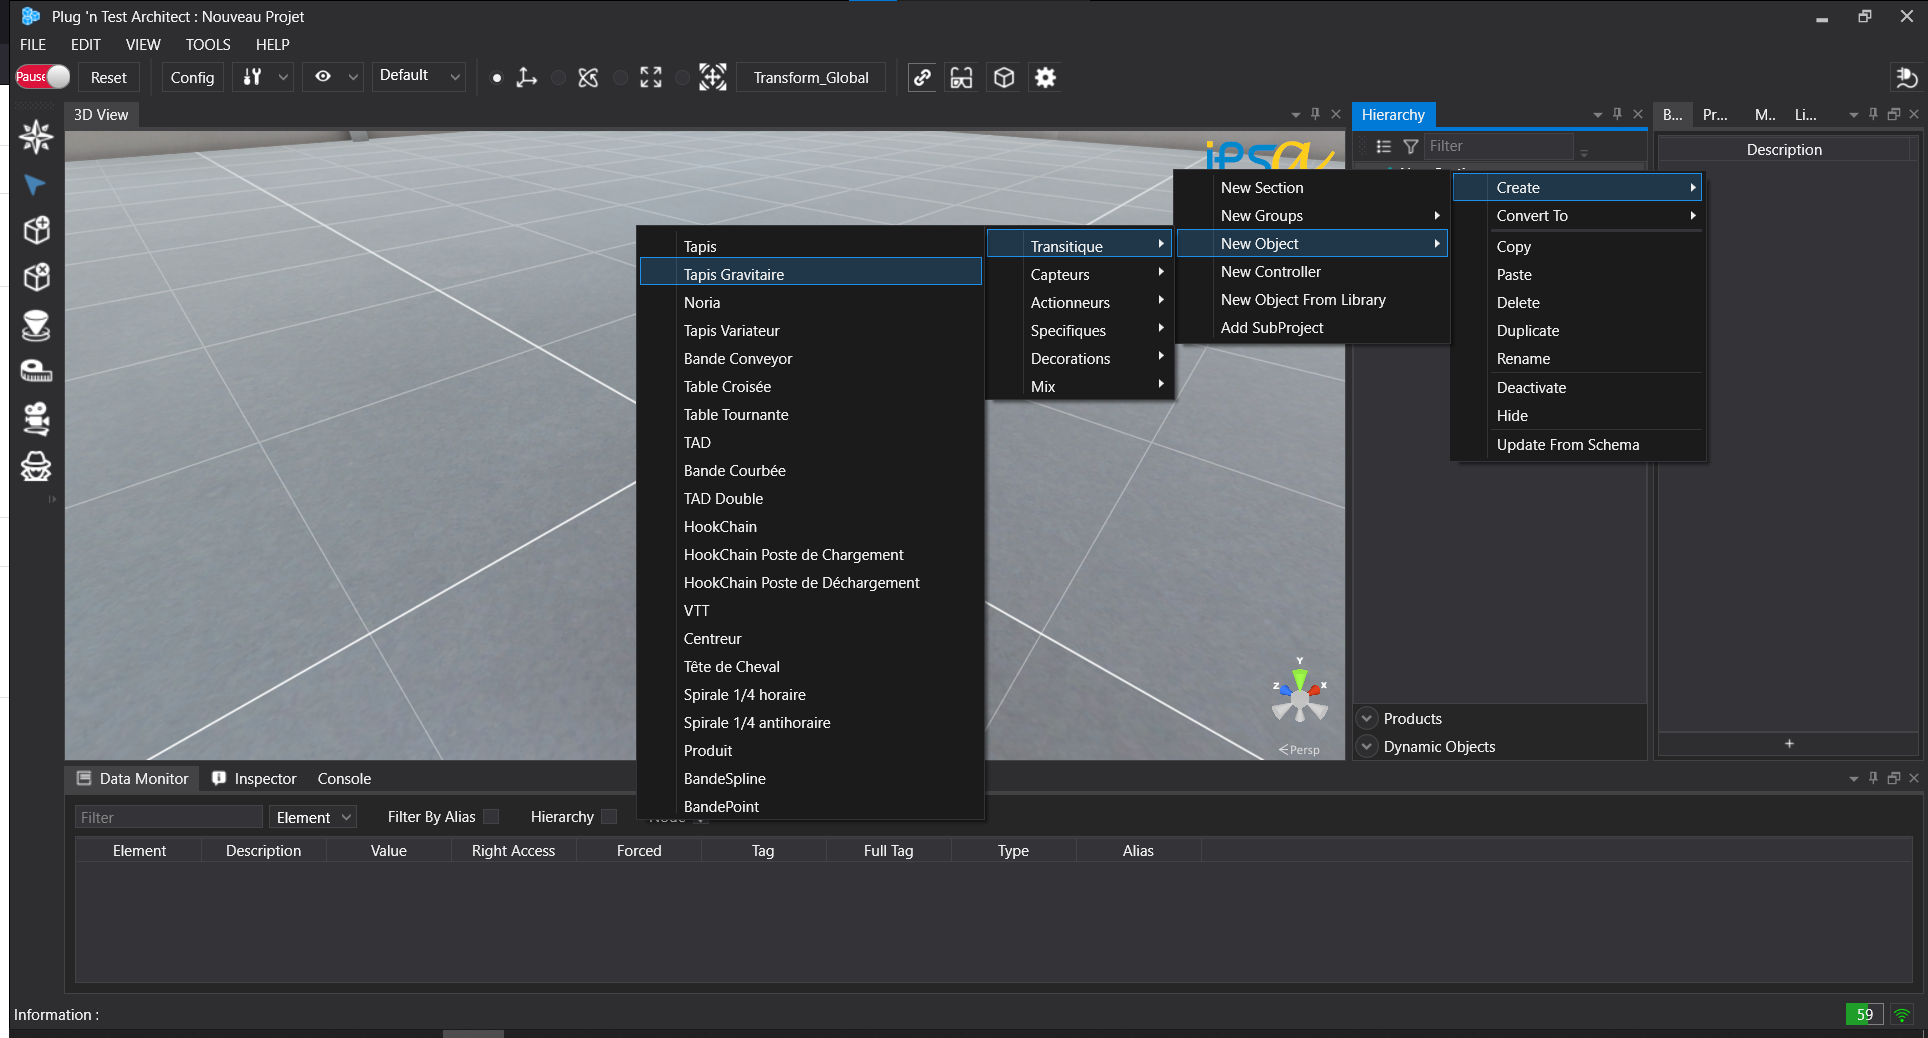 Plug 'n Test Architect : Nouveau Projet
FILE EDIT VIEW TOOLS HELP
Pause Reset Config Default Transform_Global
3D View
Hierarchy
B... Pr... M.. Li...
Filter
Description
ipsa
New Section
New Groups
New Object
New Controller
New Object From Library
Add SubProject
Create
Convert To
Copy
Paste
Delete
Duplicate
Rename
Deactivate
Hide
Update From Schema
Transitique
Capteurs
Actionneurs
Specifiques
Decorations
Mix
Tapis
Tapis Gravitaire
Noria
Tapis Variateur
Bande Conveyor
Table Croisée
Table Tournante
TAD
Bande Courbée
TAD Double
HookChain
HookChain Poste de Chargement
HookChain Poste de Déchargement
VTT
Centreur
Tête de Cheval
Spirale 1/4 horaire
Spirale 1/4 antihoraire
Produit
BandeSpline
BandePoint
Y
Z X
<Persp
Products
Dynamic Objects
+
Data Monitor Inspector Console
Filter Element Filter By Alias Hierarchy
Element Description Value Right Access Forced Tag Full Tag Type Alias
Information :
59